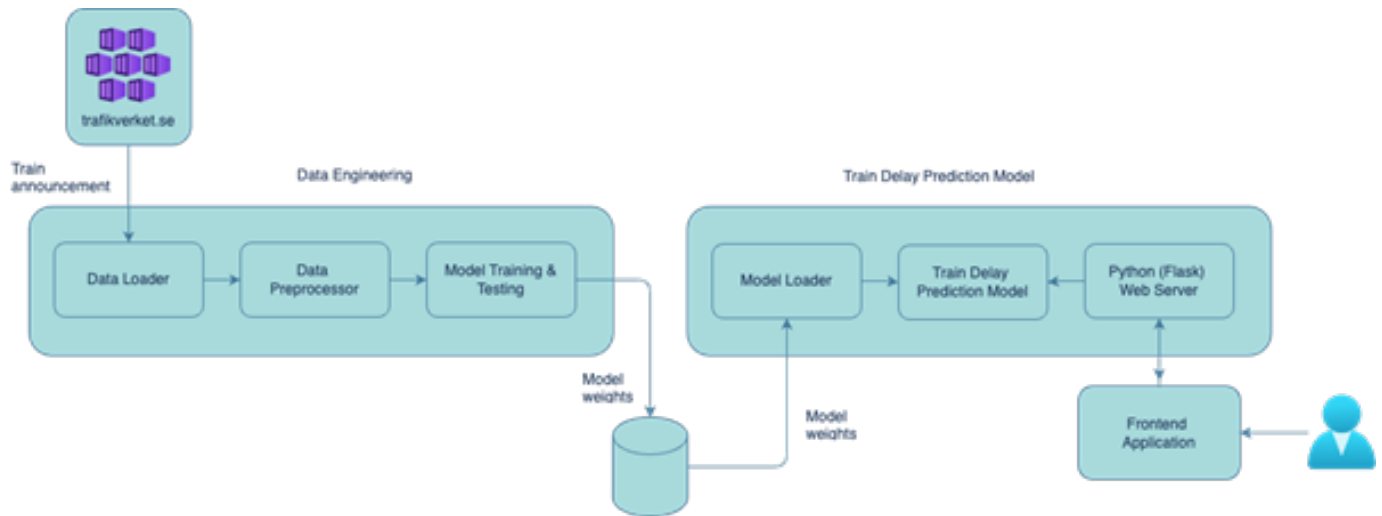 trafikverket.se
Train
announcement
Data Engineering
Train Delay Prediction Model
Data Loader
Data
Preprocessor
Model Training &
Testing
Model Loader
Train Delay
Prediction Model
Python (Flask)
Web Server
Model
weights
Model
weights
Frontend
Application